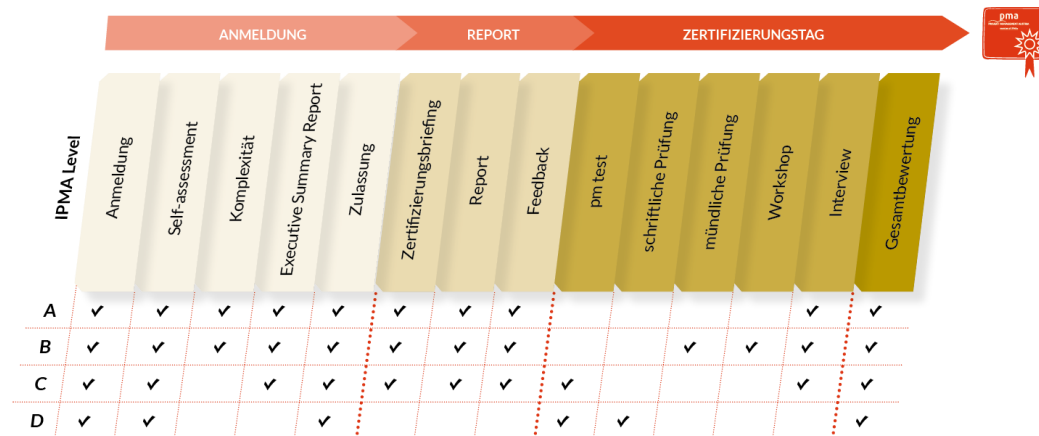 ANMELDUNG
REPORT
ZERTIFIZIERUNGSTAG
pma
IPMA Level
Anmeldung
Self-assessment
Komplexität
Executive Summary Report
Zulassung
Zertifizierungsbriefing
Report
Feedback
pm test
schriftliche Prüfung
mündliche Prüfung
Workshop
Interview
Gesamtbewertung
A ✓ ✓ ✓ ✓ ✓ ✓ ✓ ✓ ✓ ✓
B ✓ ✓ ✓ ✓ ✓ ✓ ✓ ✓ ✓ ✓ ✓ ✓
C ✓ ✓ ✓ ✓ ✓ ✓ ✓ ✓ ✓ ✓
D ✓ ✓ ✓ ✓ ✓ ✓